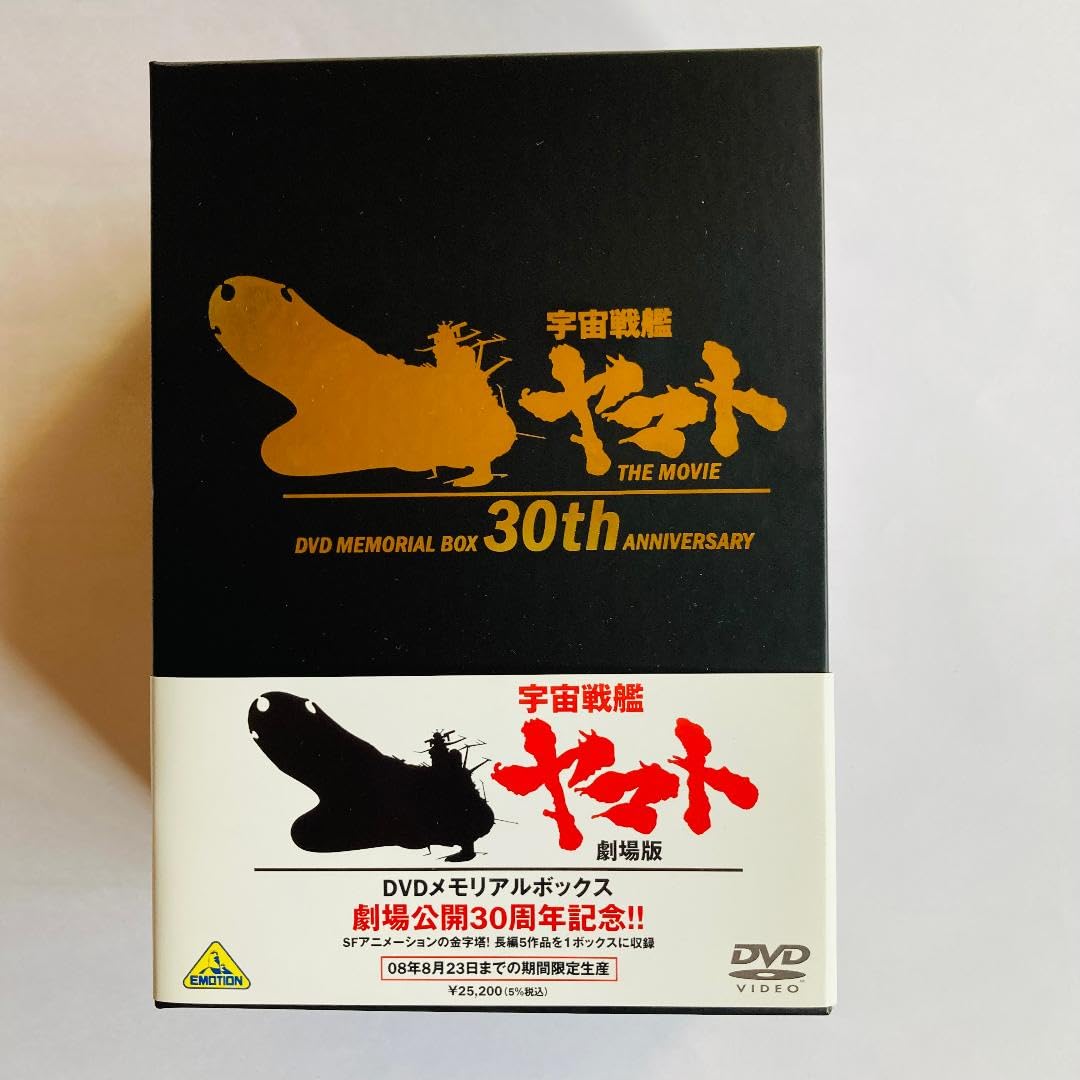 宇宙戦艦
ヤマト
THE MOVIE
DVD MEMORIAL BOX 30th ANNIVERSARY
宇宙戦艦
ヤマト
劇場版
DVDメモリアルボックス
劇場公開30周年記念!!
SFアニメーションの金字塔! 長編5作品を1ボックスに収録
08年8月23日までの期間限定生産
¥25,200(5%税込)
EMOTION
DVD
VIDEO